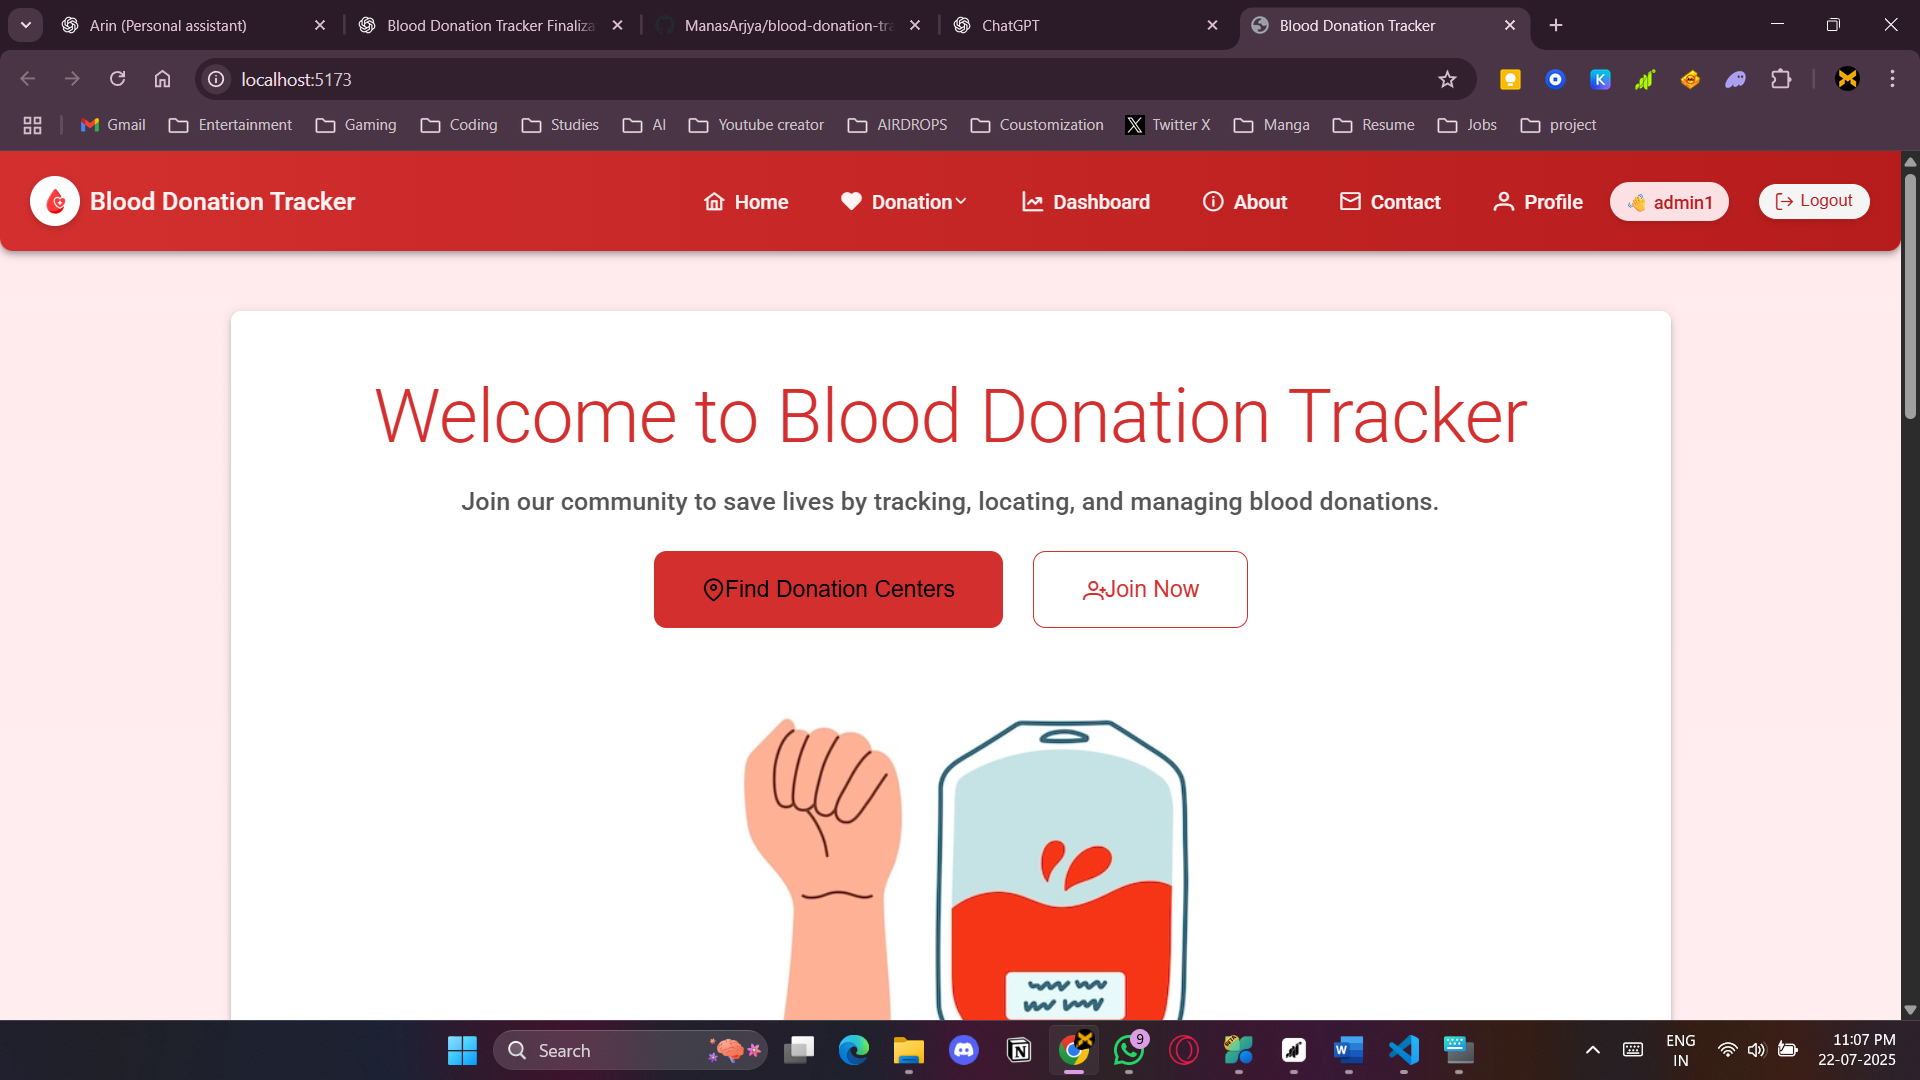 Arin (Personal assistant)
Blood Donation Tracker Finaliza
ManasArjya/blood-donation-tra
ChatGPT
Blood Donation Tracker
localhost:5173
Gmail
Entertainment
Gaming
Coding
Studies
AI
Youtube creator
AIRDROPS
Coustomization
Twitter X
Manga
Resume
Jobs
project
Blood Donation Tracker
Home
Donation
Dashboard
About
Contact
Profile
👋 admin1
Logout
Welcome to Blood Donation Tracker
Join our community to save lives by tracking, locating, and managing blood donations.
Find Donation Centers
Join Now
Search
9
ENG
IN
11:07 PM
22-07-2025